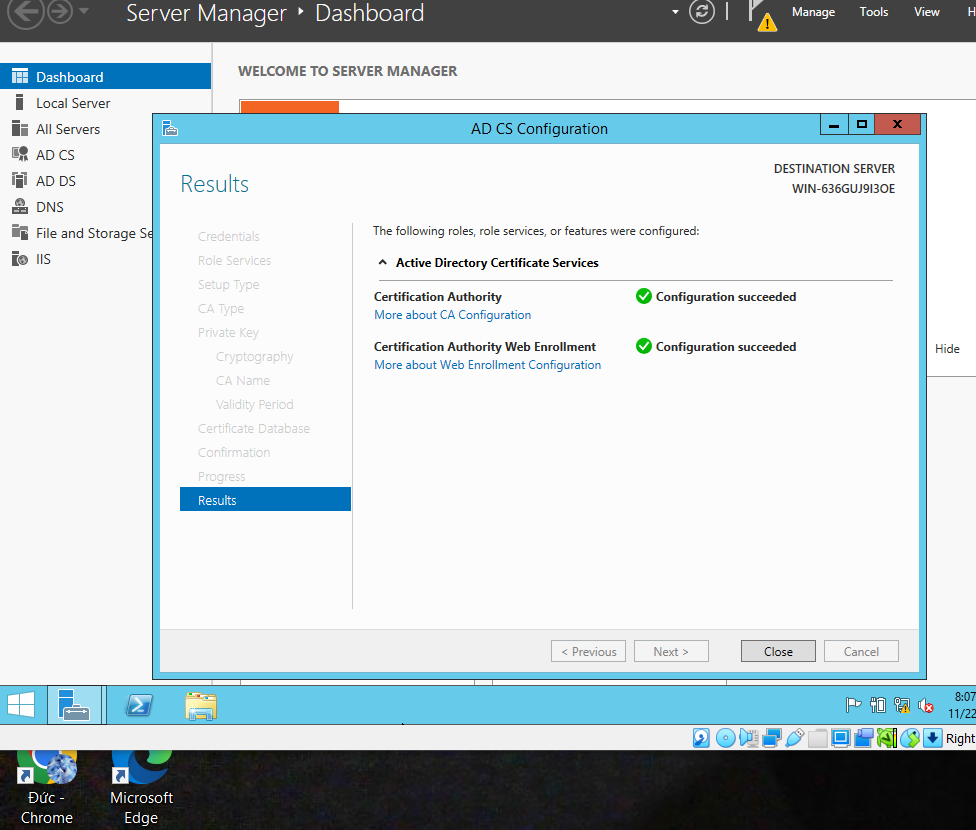 Server Manager ‣ Dashboard
Manage Tools View H
Dashboard
Local Server
All Servers
AD CS
AD DS
DNS
File and Storage Se
IIS
WELCOME TO SERVER MANAGER
AD CS Configuration
Results
DESTINATION SERVER
WIN-636GUJ9I3OE
Credentials
Role Services
Setup Type
CA Type
Private Key
Cryptography
CA Name
Validity Period
Certificate Database
Confirmation
Progress
Results
The following roles, role services, or features were configured:
Active Directory Certificate Services
Certification Authority Configuration succeeded
More about CA Configuration
Certification Authority Web Enrollment Configuration succeeded
More about Web Enrollment Configuration
Hide
< Previous Next > Close Cancel
8:07
11/22
Right
Đức - Chrome
Microsoft Edge